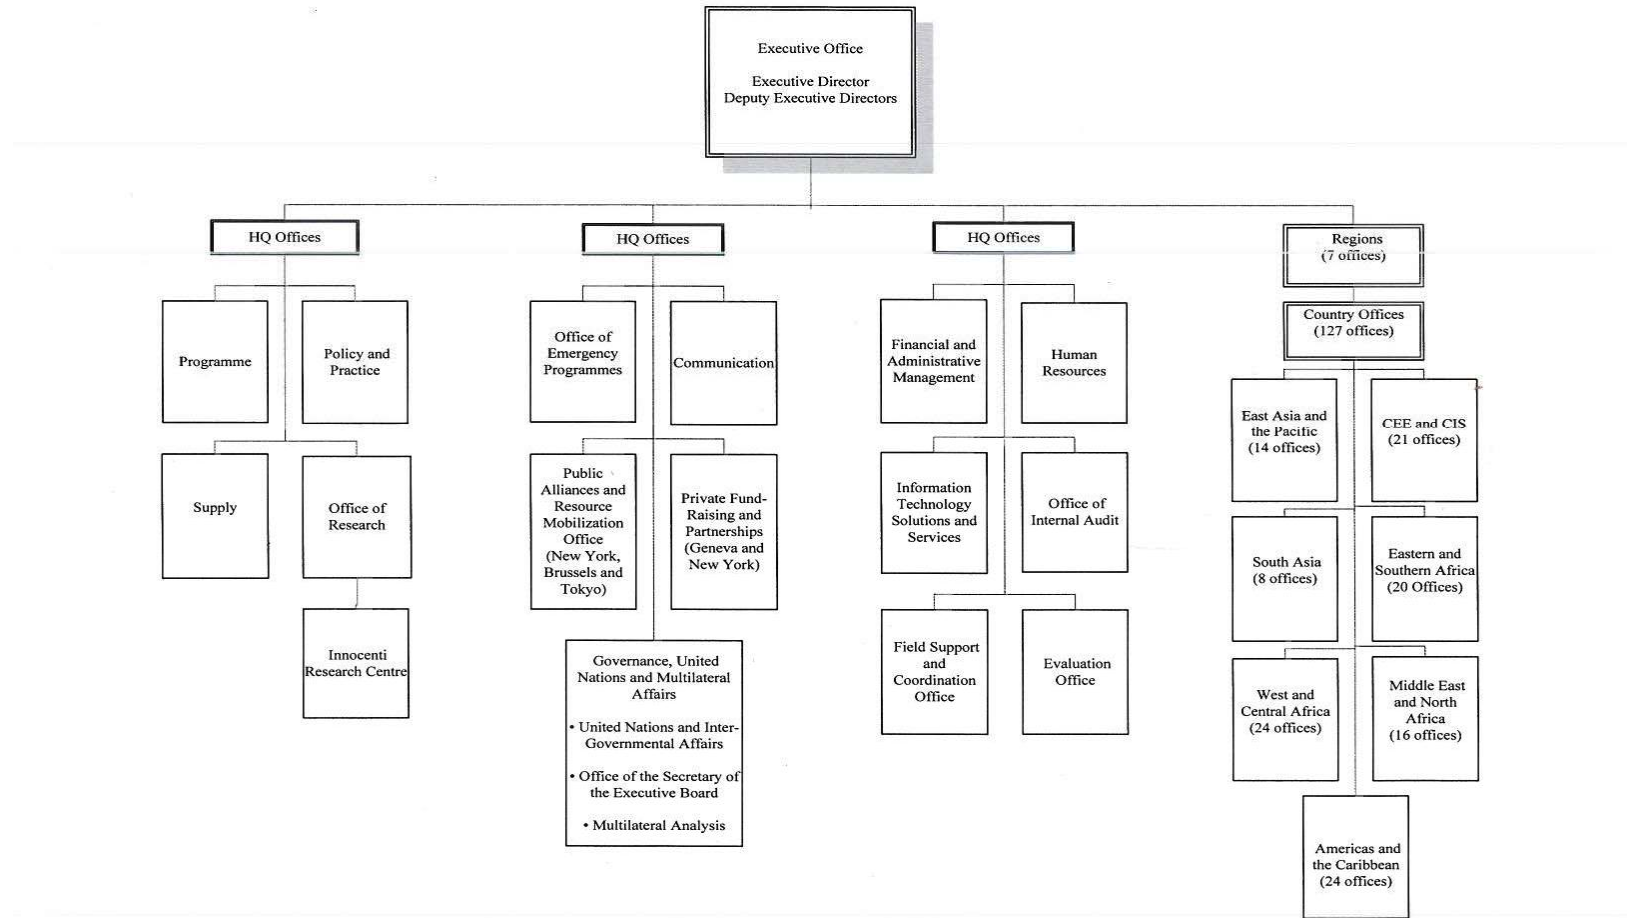 Executive Office
Executive Director
Deputy Executive Directors
HQ Offices
Programme
Policy and
Practice
Supply
Office of
Research
Innocenti
Research Centre
HQ Offices
Office of
Emergency
Programmes
Communication
Public
Alliances and
Resource
Mobilization
Office
(New York,
Brussels and
Tokyo)
Private Fund-
Raising and
Partnerships
(Geneva and
New York)
Governance, United
Nations and Multilateral
Affairs
• United Nations and Inter-
Governmental Affairs
• Office of the Secretary of
the Executive Board
• Multilateral Analysis
HQ Offices
Financial and
Administrative
Management
Human
Resources
Information
Technology
Solutions and
Services
Office of
Internal Audit
Field Support
and
Coordination
Office
Evaluation
Office
Regions
(7 offices)
Country Offices
(127 offices)
East Asia and
the Pacific
(14 offices)
CEE and CIS
(21 offices)
South Asia
(8 offices)
Eastern and
Southern Africa
(20 Offices)
West and
Central Africa
(24 offices)
Middle East
and North
Africa
(16 offices)
Americas and
the Caribbean
(24 offices)